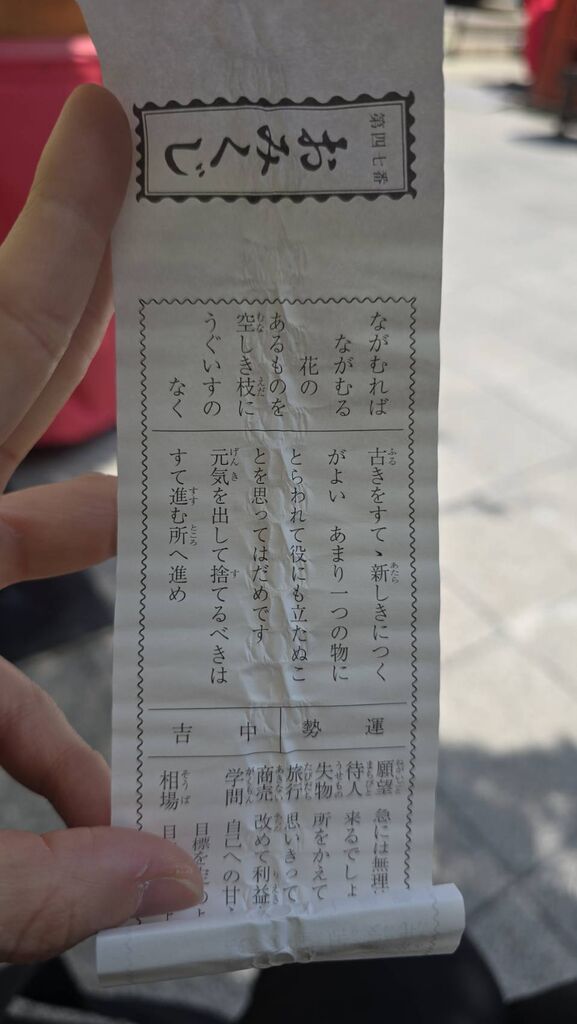 第四七番
おみくじ
ながむれば
ながむる
花の
あるものを
空しき枝に
うぐいすの
なく
古きをすてゝ新しきにつく
がよい　あまり一つの物に
とらわれて役にも立たぬこ
とを思ってはだめです
元気を出して捨てるべきは
すて進む所へ進め
運勢
中吉
願望　急には無理
待人　来るでしょ
失物　所をかえて
旅行　思いきって
商売　改めて利益
学問　自己への甘
目標を
相場　目